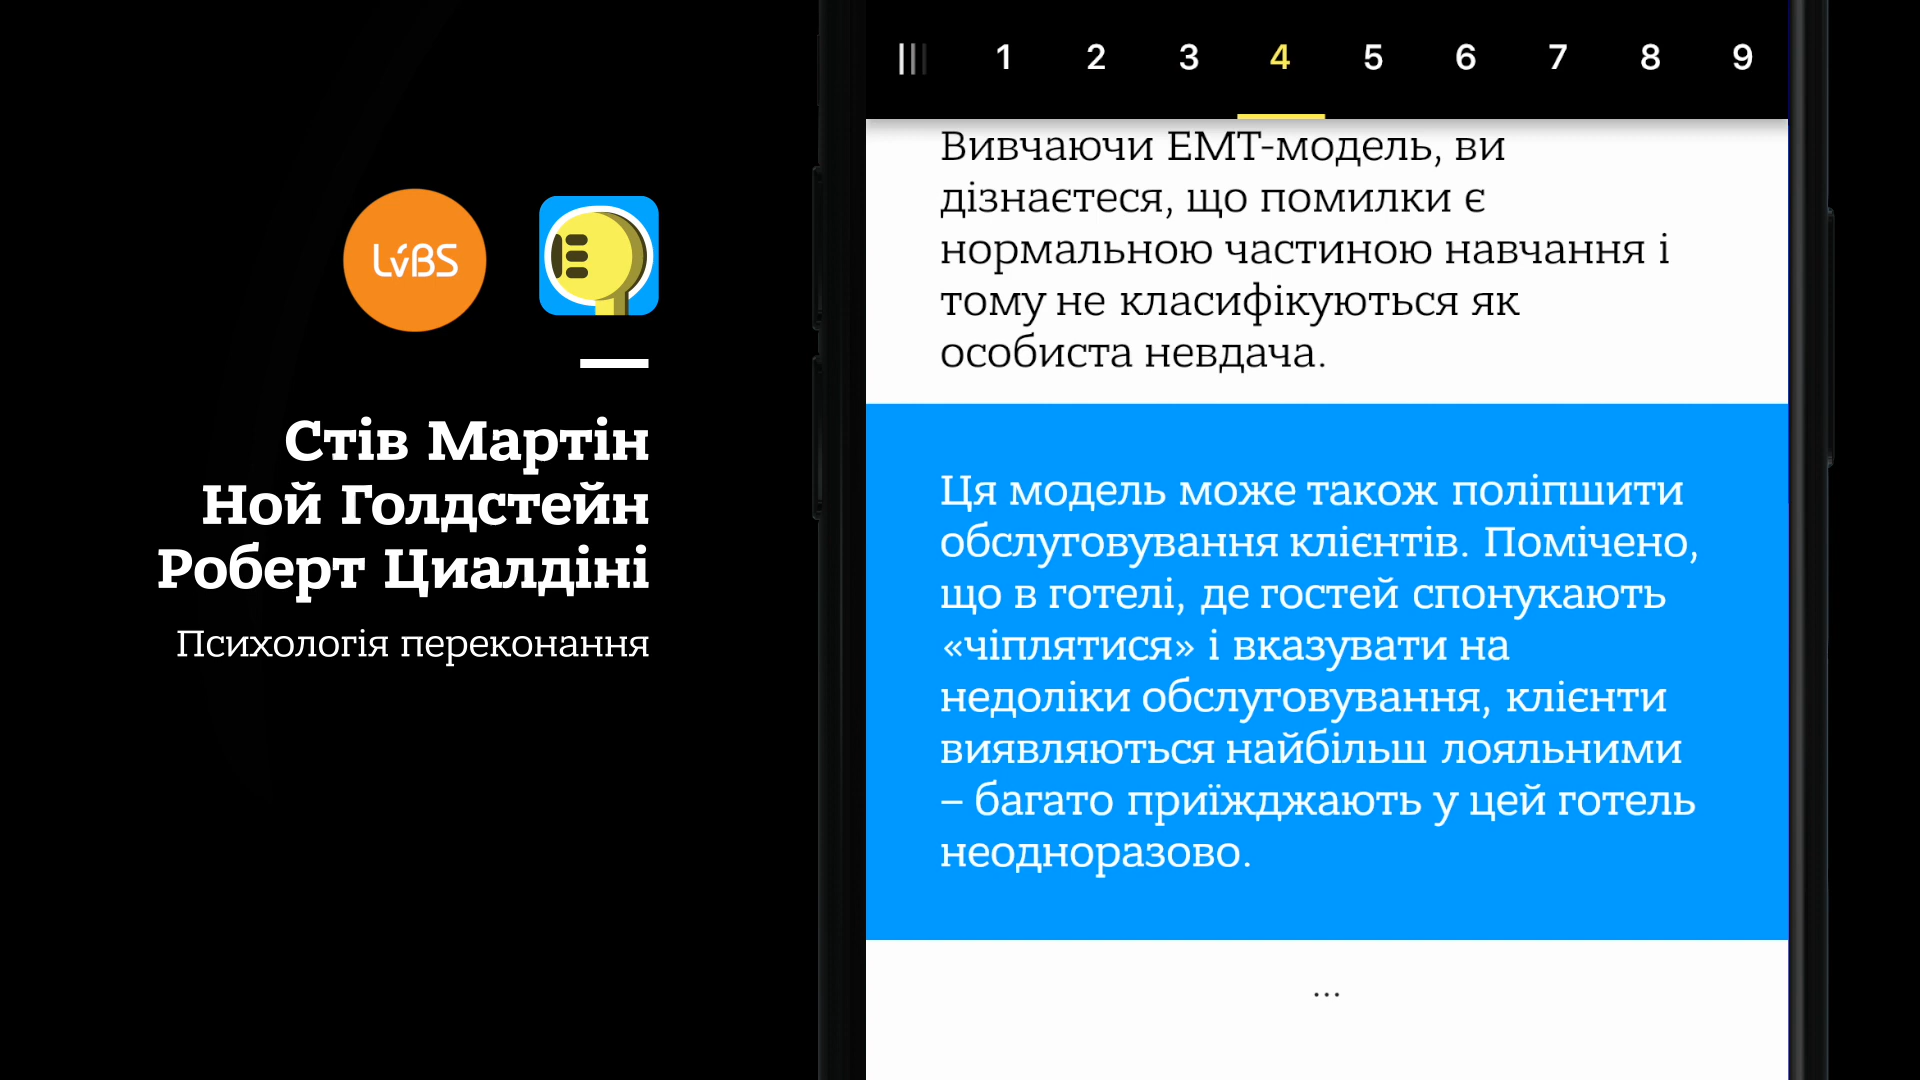 LvBS
Стів Мартін
Ной Голдстейн
Роберт Циалдіні
Психологія переконання
1 2 3 4 5 6 7 8 9
Вивчаючи ЕМТ-модель, ви
дізнаєтеся, що помилки є
нормальною частиною навчання і
тому не класифікуються як
особиста невдача.
Ця модель може також поліпшити
обслуговування клієнтів. Помічено,
що в готелі, де гостей спонукають
«чіплятися» і вказувати на
недоліки обслуговування, клієнти
виявляються найбільш лояльними
– багато приїжджають у цей готель
неодноразово.
...